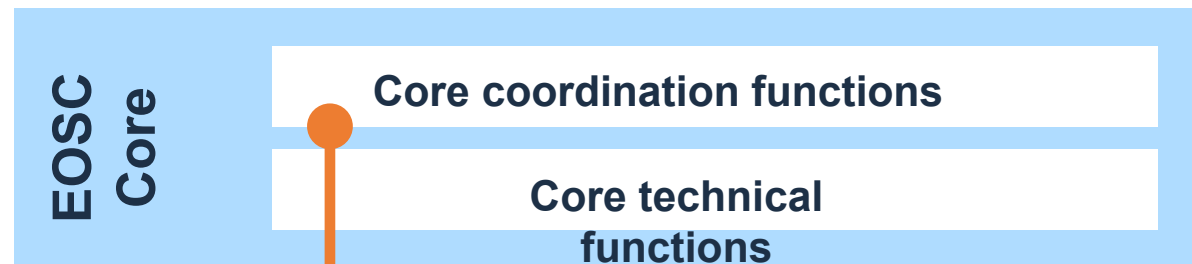 EOSC
Core
Core coordination functions
Core technical
functions